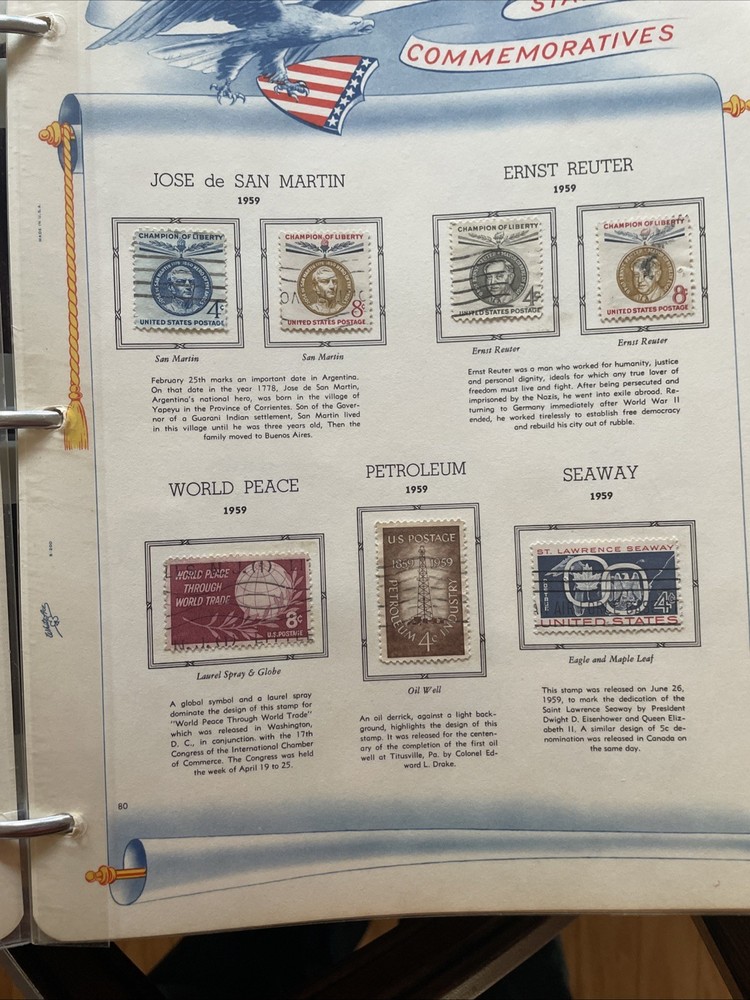 STA
COMMEMORATIVES
JOSE de SAN MARTIN
1959
CHAMPION OF LIBERTY
4¢
UNITED STATES POSTAGE
CHAMPION OF LIBERTY
8¢
UNITED STATES POSTAGE
San Martin
San Martin
February 25th marks an important date in Argentina.
On that date in the year 1778, Jose de San Martin,
Argentina's national hero, was born in the village of
Yapeyu in the Province of Corrientes. Son of the Gover-
nor of a Guarani Indian settlement, San Martin lived
in this village until he was three years old, Then the
family moved to Buenos Aires.
ERNST REUTER
1959
CHAMPION OF LIBERTY
4¢
UNITED STATES POSTAGE
CHAMPION OF LIBERTY
8¢
UNITED STATES POSTAGE
Ernst Reuter
Ernst Reuter
Ernst Reuter was a man who worked for humanity, justice
and personal dignity, ideals for which any true lover of
freedom must live and fight. After being persecuted and
imprisoned by the Nazis, he went into exile abroad. Re-
turning to Germany immediately after World War II
ended, he worked tirelessly to establish free democracy
and rebuild his city out of rubble.
WORLD PEACE
1959
WORLD PEACE
THROUGH
WORLD TRADE
8¢
U.S. POSTAGE
Laurel Spray & Globe
A global symbol and a laurel spray
dominate the design of this stamp for
"World Peace Through World Trade"
which was released in Washington,
D. C., in conjunction with the 17th
Congress of the International Chamber
of Commerce. The Congress was held
the week of April 19 to 25.
PETROLEUM
1959
U.S. POSTAGE
1859 1959
PETROLEUM INDUSTRY
4¢
Oil Well
An oil derrick, against a light back-
ground, highlights the design of this
stamp. It was released for the centen-
ary of the completion of the first oil
well at Titusville, Pa. by Colonel Ed-
ward L. Drake.
SEAWAY
1959
ST. LAWRENCE SEAWAY
4¢
UNITED STATES
Eagle and Maple Leaf
This stamp was released on June 26,
1959, to mark the dedication of the
Saint Lawrence Seaway by President
Dwight D. Eisenhower and Queen Eliz-
abeth II. A similar design of 5c de-
nomination was released in Canada on
the same day.
80
MADE IN U.S.A.